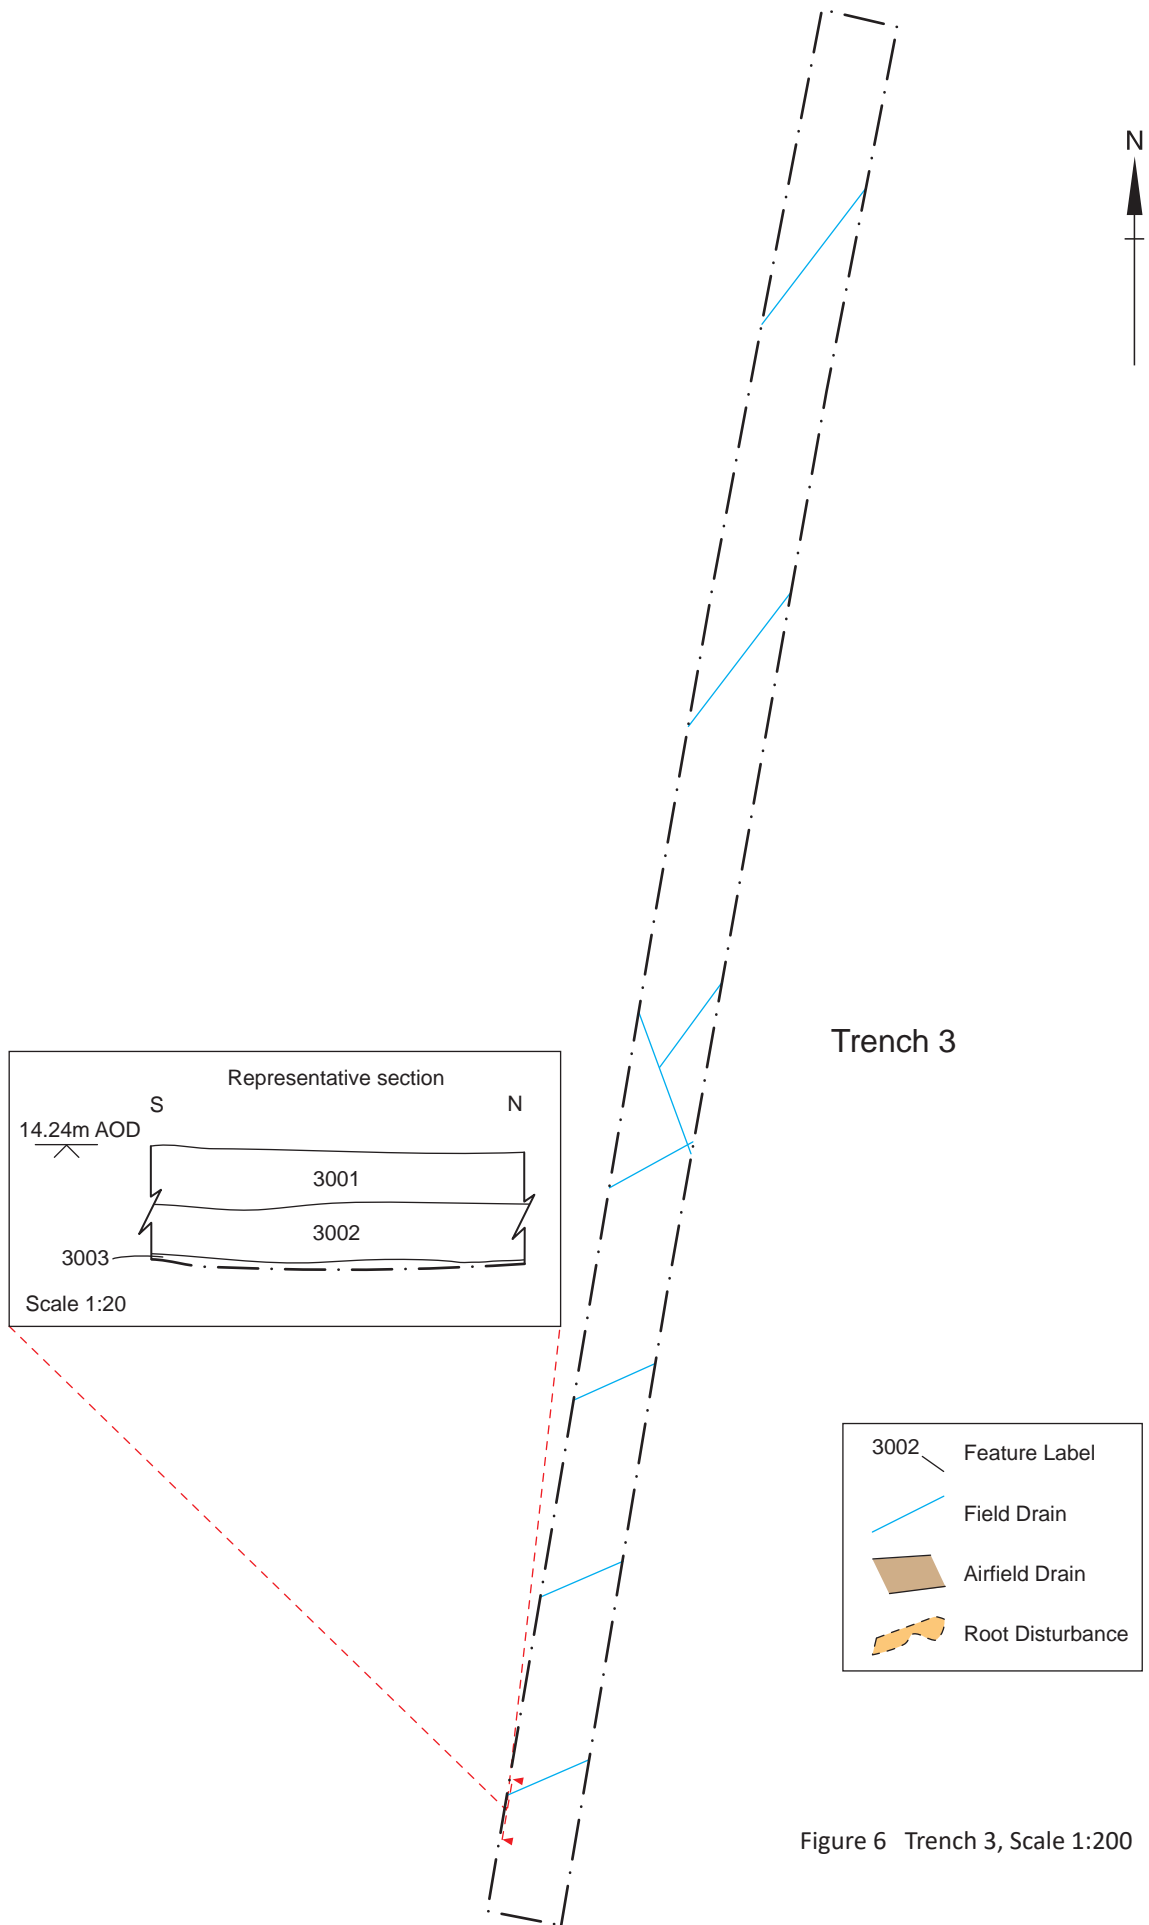 N
Trench 3
Representative section
S
N
14.24m AOD
3001
3002
3003
Scale 1:20
3002
Feature Label
Field Drain
Airfield Drain
Root Disturbance
Figure 6 Trench 3, Scale 1:200